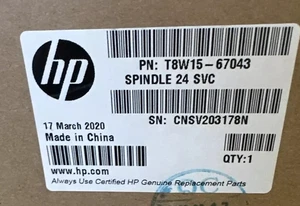 hp
PN: T8W15-67043
SPINDLE 24 SVC
SN: CNSV203178N
17 March 2020
Made in China
www.hp.com
QTY:1
Always Use Certified HP Genuine Replacement Parts